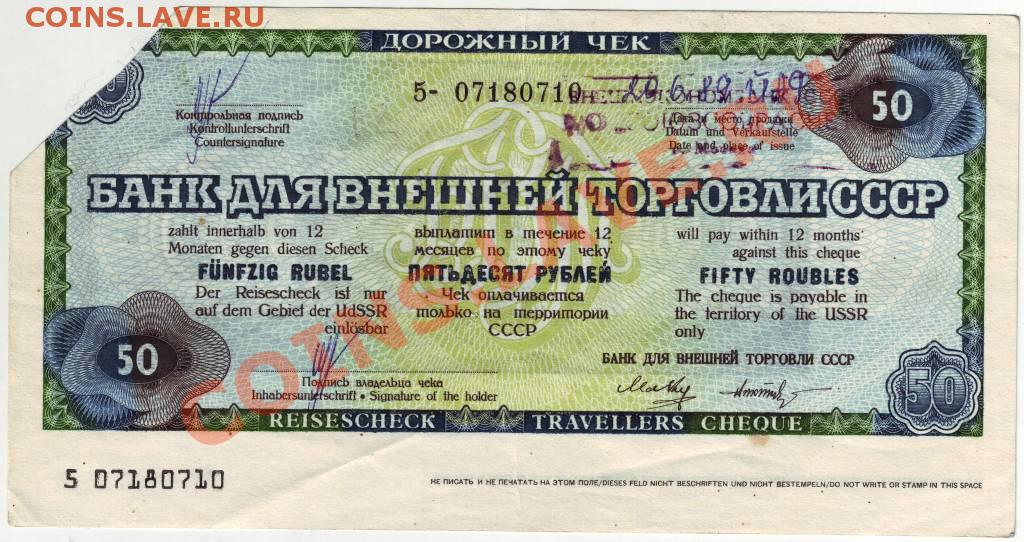 COINS.LAVE.RU
ДОРОЖНЫЙ ЧЕК
50
5- 07180710
50
Контрольная подпись
Kontrollunterschrift
Countersignature
Дата и место продажи
Datum und Verkaufsstelle
Date and place of issue
БАНК ДЛЯ ВНЕШНЕЙ ТОРГОВЛИ СССР
zahlt innerhalb von 12
Monaten gegen diesen Scheck
FÜNFZIG RUBEL
Der Reisescheck ist nur
auf dem Gebiet der UdSSR
einlösbar
выплатит в течение 12
месяцев по этому чеку
ПЯТЬДЕСЯТ РУБЛЕЙ
Чек оплачивается
только на территории
СССР
will pay within 12 months
against this cheque
FIFTY ROUBLES
The cheque is payable in
the territory of the USSR
only
БАНК ДЛЯ ВНЕШНЕЙ ТОРГОВЛИ СССР
50
50
Подпись владельца чека
Inhabersunterschrift • Signature of the holder
REISESCHECK
TRAVELLERS CHEQUE
COINS.LAVE.RU
5 07180710
НЕ ПИСАТЬ И НЕ ПЕЧАТАТЬ НА ЭТОМ ПОЛЕ/DIESES FELD NICHT BESCHRIFTEN UND NICHT BESTEMPELN/DO NOT WRITE OR STAMP IN THIS SPACE